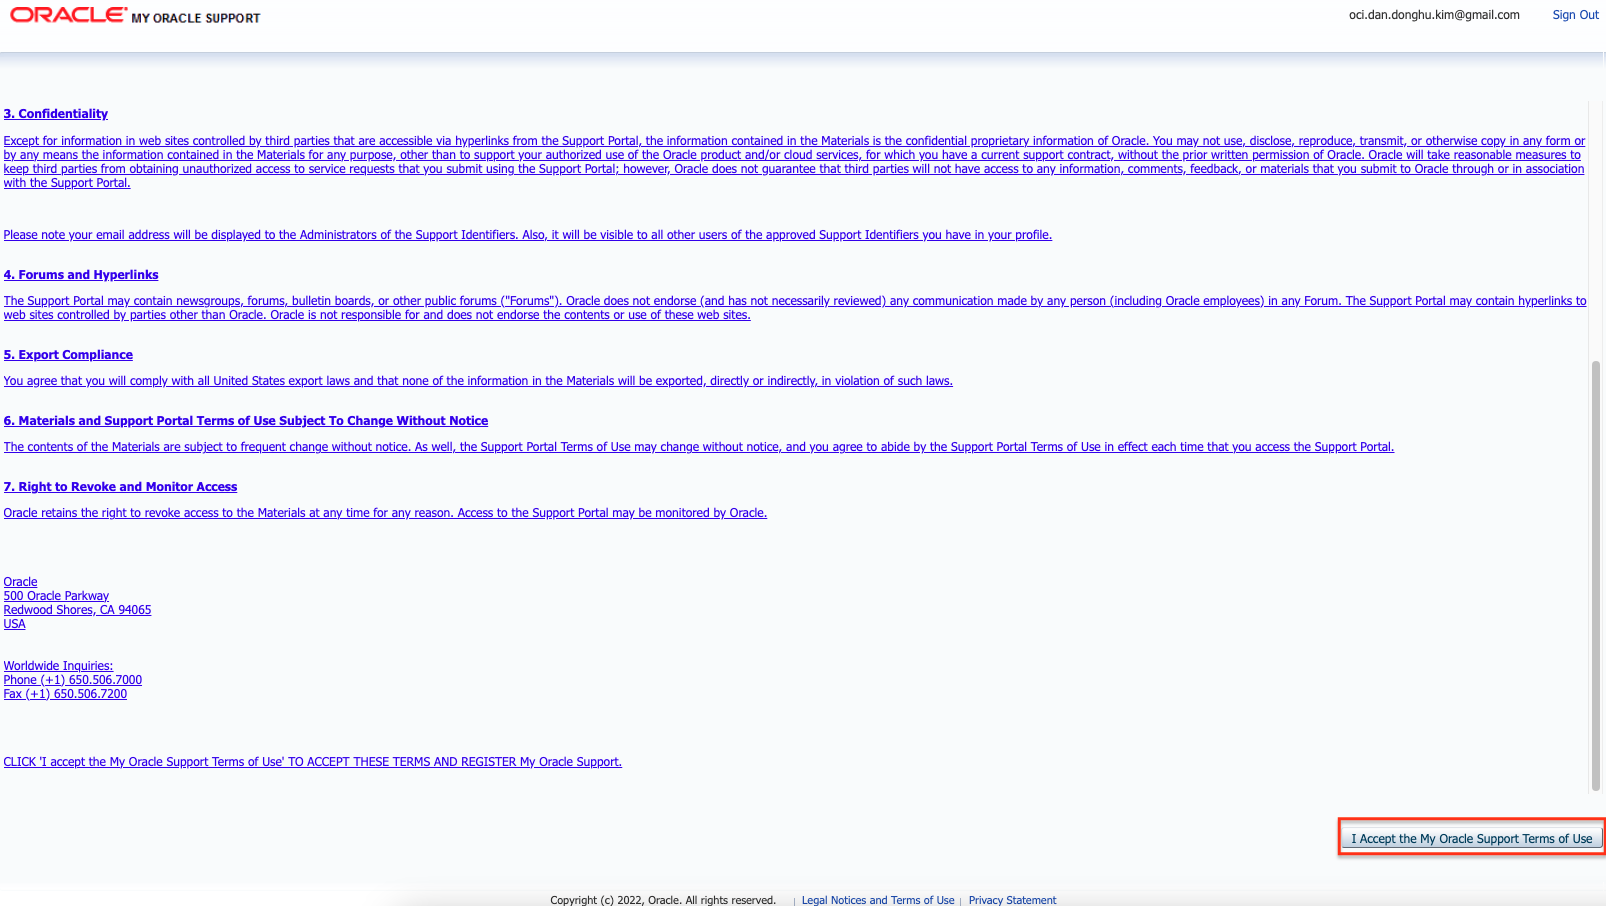 ORACLE MY ORACLE SUPPORT
oci.dan.donghu.kim@gmail.com Sign Out
3. Confidentiality
Except for information in web sites controlled by third parties that are accessible via hyperlinks from the Support Portal, the information contained in the Materials is the confidential proprietary information of Oracle. You may not use, disclose, reproduce, transmit, or otherwise copy in any form or
by any means the information contained in the Materials for any purpose, other than to support your authorized use of the Oracle product and/or cloud services, for which you have a current support contract, without the prior written permission of Oracle. Oracle will take reasonable measures to
keep third parties from obtaining unauthorized access to service requests that you submit using the Support Portal; however, Oracle does not guarantee that third parties will not have access to any information, comments, feedback, or materials that you submit to Oracle through or in association
with the Support Portal.
Please note your email address will be displayed to the Administrators of the Support Identifiers. Also, it will be visible to all other users of the approved Support Identifiers you have in your profile.
4. Forums and Hyperlinks
The Support Portal may contain newsgroups, forums, bulletin boards, or other public forums ("Forums"). Oracle does not endorse (and has not necessarily reviewed) any communication made by any person (including Oracle employees) in any Forum. The Support Portal may contain hyperlinks to
web sites controlled by parties other than Oracle. Oracle is not responsible for and does not endorse the contents or use of these web sites.
5. Export Compliance
You agree that you will comply with all United States export laws and that none of the information in the Materials will be exported, directly or indirectly, in violation of such laws.
6. Materials and Support Portal Terms of Use Subject To Change Without Notice
The contents of the Materials are subject to frequent change without notice. As well, the Support Portal Terms of Use may change without notice, and you agree to abide by the Support Portal Terms of Use in effect each time that you access the Support Portal.
7. Right to Revoke and Monitor Access
Oracle retains the right to revoke access to the Materials at any time for any reason. Access to the Support Portal may be monitored by Oracle.
Oracle
500 Oracle Parkway
Redwood Shores, CA 94065
USA
Worldwide Inquiries:
Phone (+1) 650.506.7000
Fax (+1) 650.506.7200
CLICK 'I accept the My Oracle Support Terms of Use' TO ACCEPT THESE TERMS AND REGISTER My Oracle Support.
I Accept the My Oracle Support Terms of Use
Copyright (c) 2022, Oracle. All rights reserved. | Legal Notices and Terms of Use | Privacy Statement